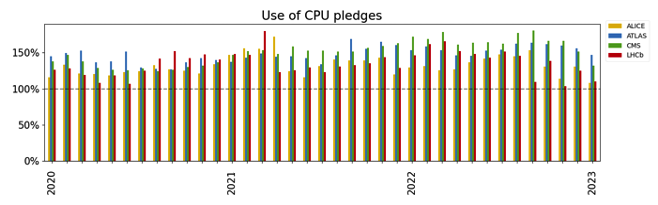 Use of CPU pledges
ALICE
ATLAS
CMS
LHCb
150%
100%
50%
0%
2020
2021
2022
2023